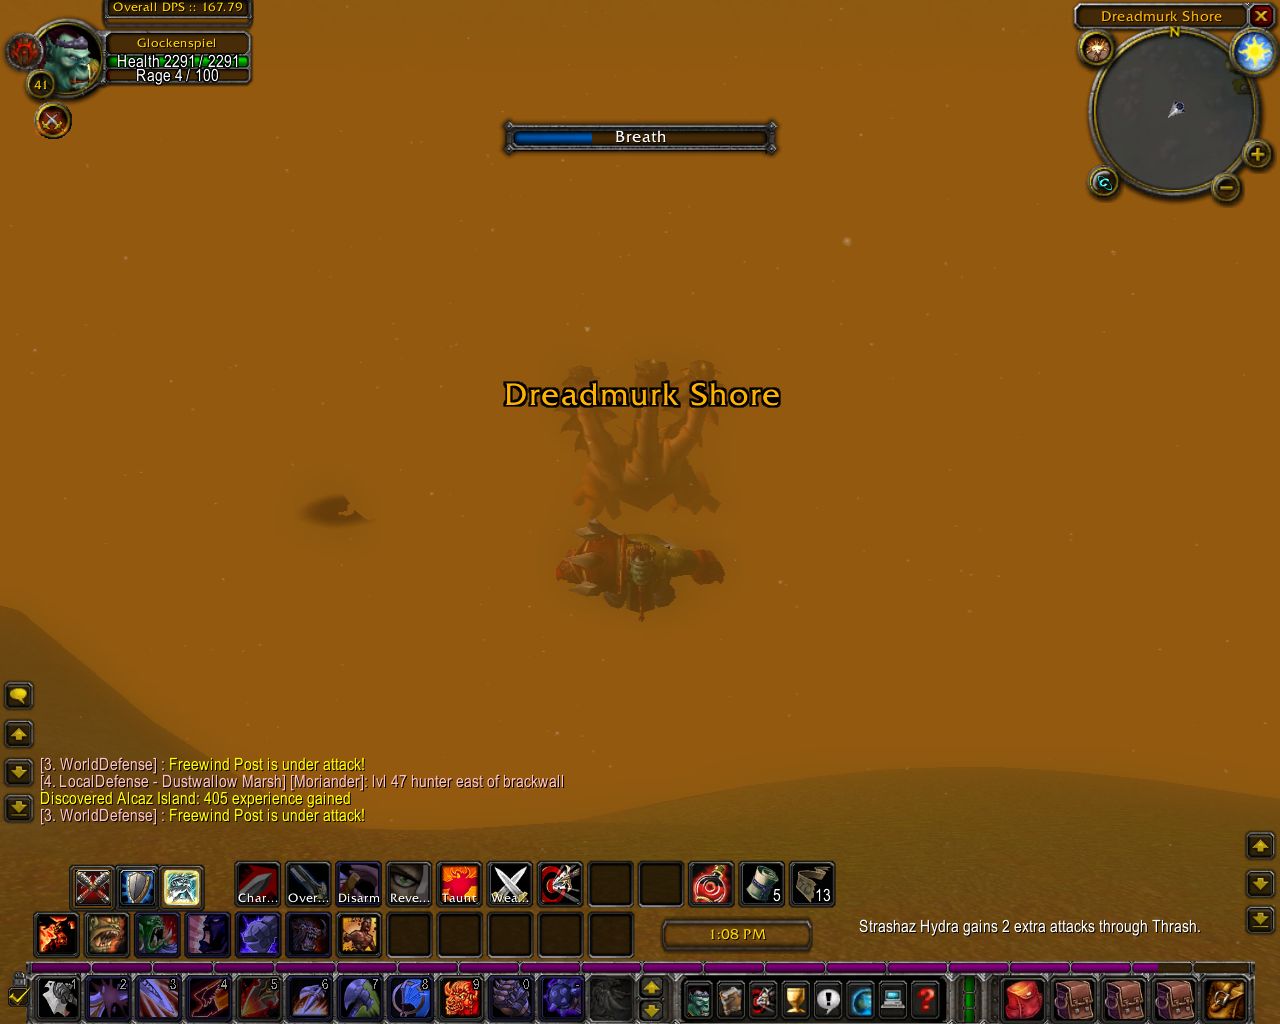 Overall DPS :: 167.79
Dreadmurk Shore
N
Glockenspiel
Health 2291 / 2291
Rage 4 / 100
41
Breath
Dreadmurk Shore
[3. WorldDefense] : Freewind Post is under attack!
[4. LocalDefense - Dustwallow Marsh] [Moriander]: lvl 47 hunter east of brackwall
Discovered Alcaz Island: 405 experience gained
[3. WorldDefense] : Freewind Post is under attack!
Char... Over... Disarm Reve... Taunt Wea... 5 13
1:08 PM
Strashaz Hydra gains 2 extra attacks through Thrash.
1 2 3 4 5 6 7 8 9 0 -